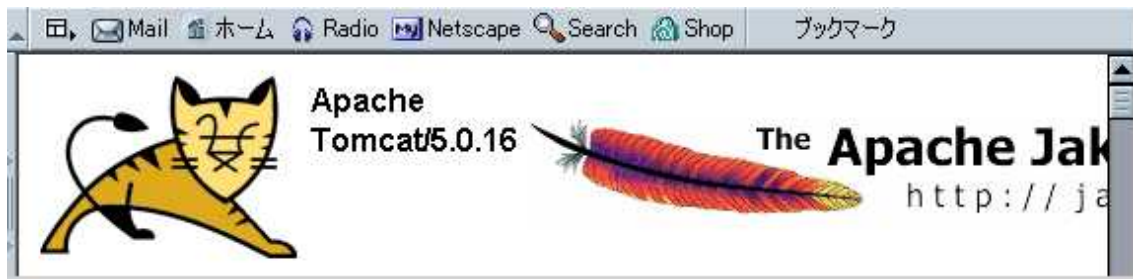 Mail ホーム Radio Netscape Search Shop ブックマーク
Apache
Tomcat/5.0.16
The Apache Jak
http:// ja